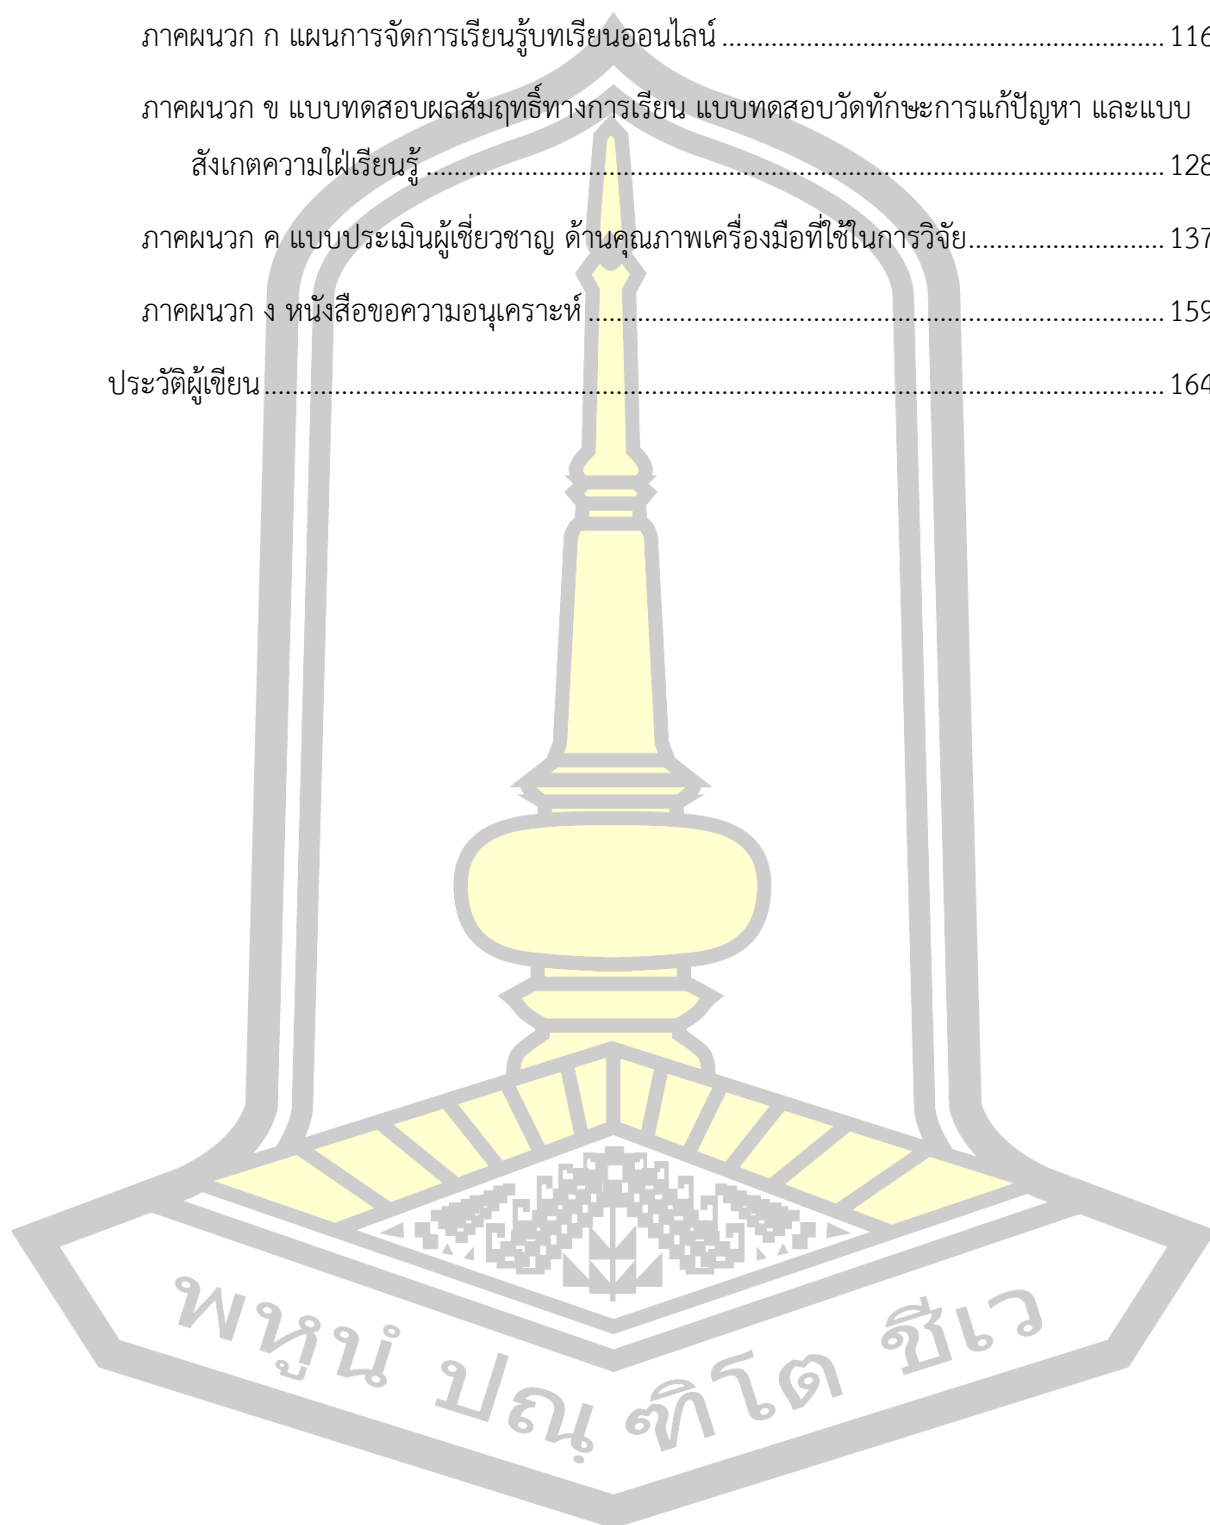 ภาคผนวก ก แผนการจัดการเรียนรู้บทเรียนออนไลน์ ........................................................................ 116
ภาคผนวก ข แบบทดสอบผลสัมฤทธิ์ทางการเรียน แบบทดสอบวัดทักษะการแก้ปัญหา และแบบ
สังเกตความใฝ่เรียนรู้ ........................................................................ 128
ภาคผนวก ค แบบประเมินผู้เชี่ยวชาญ ด้านคุณภาพเครื่องมือที่ใช้ในการวิจัย................................ 137
ภาคผนวก ง หนังสือขอความอนุเคราะห์ ........................................................................ 159
ประวัติผู้เขียน ........................................................................ 164
พหูนํ ปณฺ ฑิโต ชีเว